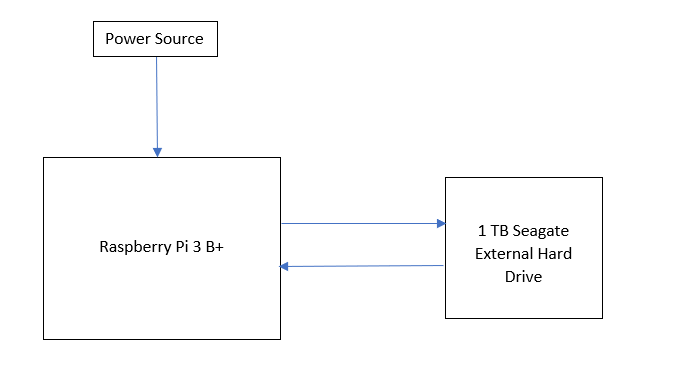 Power Source
Raspberry Pi 3 B+
1 TB Seagate
External Hard
Drive